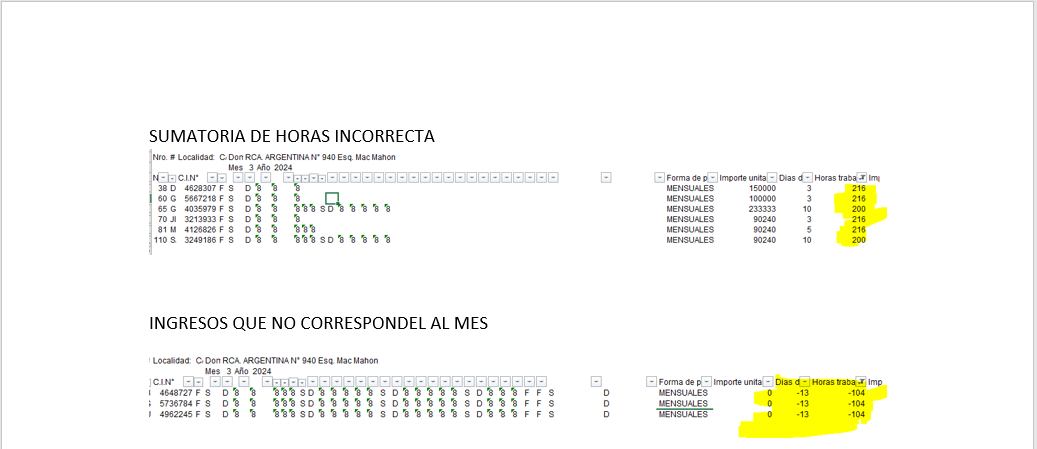 SUMATORIA DE HORAS INCORRECTA
Nro. # Localidad: C Don RCA. ARGENTINA N° 940 Esq. Mac Mahon
Mes 3 Año 2024
N C.I.N° Forma de p Importe unita Dias d Horas traba Imp
38 D 4628307 F S D 8 8 8 MENSUALES 150000 3 216
60 G 5667218 F S D 8 8 8 MENSUALES 100000 3 216
65 G 4035979 F S D 8 8 8 8 8 S D 8 8 8 8 8 MENSUALES 233333 10 200
70 JI 3213933 F S D 8 8 8 MENSUALES 90240 3 216
81 M 4126826 F S D 8 8 8 8 8 MENSUALES 90240 5 216
110 S. 3249186 F S D 8 8 8 8 8 S D 8 8 8 8 8 MENSUALES 90240 10 200
INGRESOS QUE NO CORRESPONDEL AL MES
Localidad: C Don RCA. ARGENTINA N° 940 Esq. Mac Mahon
Mes 3 Año 2024
C.I.N° Forma de p Importe unita Dias d Horas traba Imp
4648727 F S D 8 8 8 8 8 S D 8 8 8 8 8 S D 8 8 8 8 8 S D 8 8 8 F F S D MENSUALES 0 -13 -104
5736784 F S D 8 8 8 8 8 S D 8 8 8 8 8 S D 8 8 8 8 8 S D 8 8 8 F F S D MENSUALES 0 -13 -104
4962245 F S D 8 8 8 8 8 S D 8 8 8 8 8 S D 8 8 8 8 8 S D 8 8 8 F F S D MENSUALES 0 -13 -104